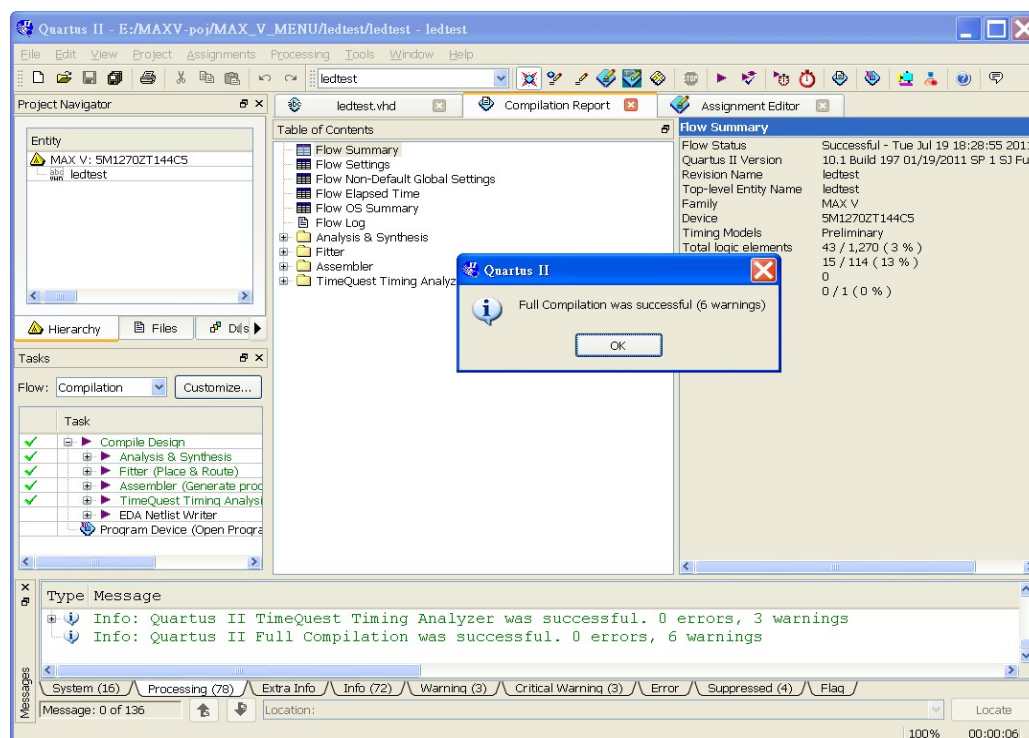 Quartus II - E:/MAXV-poj/MAX_V_MENU/ledtest/ledtest - ledtest
File Edit View Project Assignments Processing Tools Window Help
ledtest
Project Navigator
Entity
MAX V: 5M1270ZT144C5
ledtest
Hierarchy Files
Tasks
Flow: Compilation Customize...
Task
Compile Design
Analysis & Synthesis
Fitter (Place & Route)
Assembler (Generate prog
TimeQuest Timing Analysi
EDA Netlist Writer
Program Device (Open Progra
ledtest.vhd Compilation Report Assignment Editor
Table of Contents
Flow Summary
Flow Settings
Flow Non-Default Global Settings
Flow Elapsed Time
Flow OS Summary
Flow Log
Analysis & Synthesis
Fitter
Assembler
TimeQuest Timing Analyz
Flow Summary
Flow Status Successful - Tue Jul 19 18:28:55 2011
Quartus II Version 10.1 Build 197 01/19/2011 SP 1 SJ Fu
Revision Name ledtest
Top-level Entity Name ledtest
Family MAX V
Device 5M1270ZT144C5
Timing Models Preliminary
Total logic elements 43 / 1,270 ( 3 % )
15 / 114 ( 13 % )
0
0 / 1 ( 0 % )
Quartus II
Full Compilation was successful (6 warnings)
OK
Type Message
Info: Quartus II TimeQuest Timing Analyzer was successful. 0 errors, 3 warnings
Info: Quartus II Full Compilation was successful. 0 errors, 6 warnings
Messages
System (16) Processing (78) Extra Info Info (72) Warning (3) Critical Warning (3) Error Suppressed (4) Flag
Message: 0 of 136 Location: Locate
100% 00:00:06